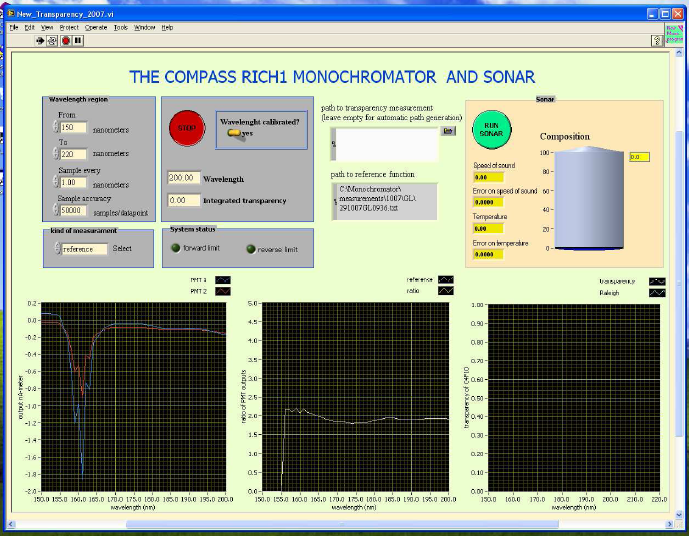 New_Transparency_2007.vi
File Edit View Project Operate Tools Window Help
THE COMPASS RICH1 MONOCHROMATOR AND SONAR
Wavelength region
From
150 nanometers
To
220 nanometers
Sample every
1.00 nanometers
Sample accuracy
50000 samples/datapoint
kind of measurament
reference Select
STOP
Wavelenght calibrated?
yes
200.00 Wavelength
0.00 Integrated transparency
System status
forward limit
reverse limit
path to transparency measurement
(leave empty for automatic path generation)
path to reference function
C:\Monochromator\
measurements\1007\GL\
291007GL0936.txt
Sonar
RUN
SONAR
Speed of sound
0.00
Error on speed of sound
0.0000
Temperature
0.00
Error on temperature
0.0000
Composition
100
80
60
40
20
0
0.0
PMT 1
PMT 2
0.2
0.0
-0.2
-0.4
-0.6
-0.8
-1.0
-1.2
-1.4
-1.6
-1.8
-2.0
output nA-meter
150.0 155.0 160.0 165.0 170.0 175.0 180.0 185.0 190.0 195.0 200.0
wavelength (nm)
reference
ratio
5.0
4.5
4.0
3.5
3.0
2.5
2.0
1.5
1.0
0.5
0.0
ratio of PMT outputs
150.0 155.0 160.0 165.0 170.0 175.0 180.0 185.0 190.0 195.0 200.0
wavelength (nm)
transparency
Raleigh
1.00
0.90
0.80
0.70
0.60
0.50
0.40
0.30
0.20
0.10
0.00
transparency of C4F10
150.0 160.0 170.0 180.0 190.0 200.0 210.0 220.0
wavelength (nm)